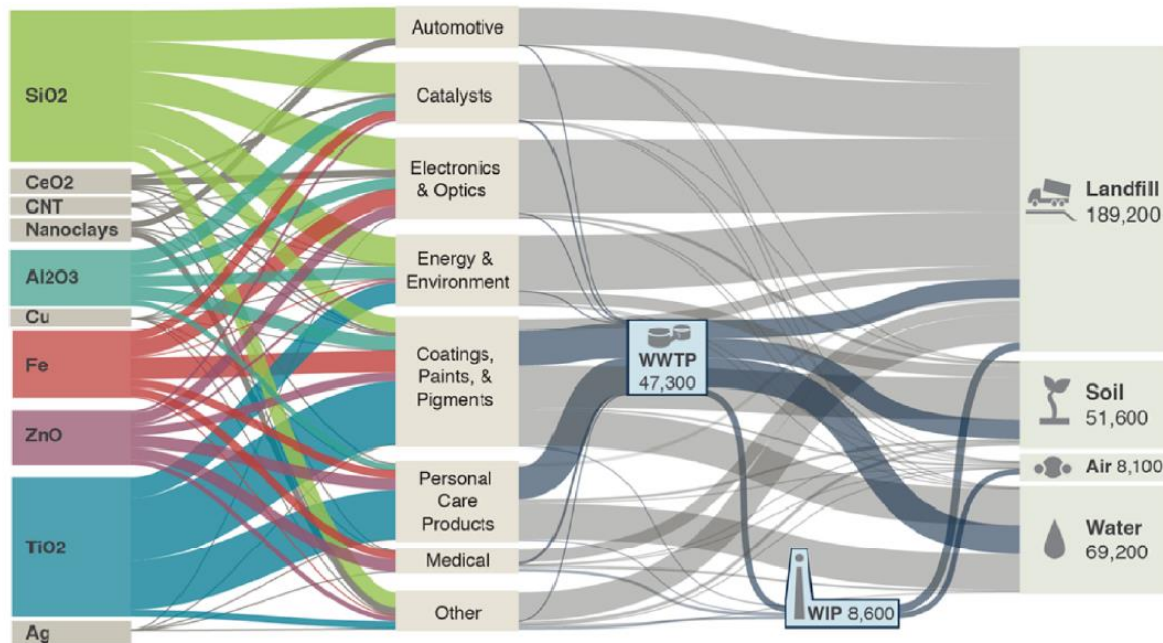 SiO2
CeO2
CNT
Nanoclays
Al2O3
Cu
Fe
ZnO
TiO2
Ag
Automotive
Catalysts
Electronics
& Optics
Energy &
Environment
Coatings,
Paints, &
Pigments
Personal
Care
Products
Medical
Other
WWTP
47,300
WIP 8,600
Landfill
189,200
Soil
51,600
Air 8,100
Water
69,200